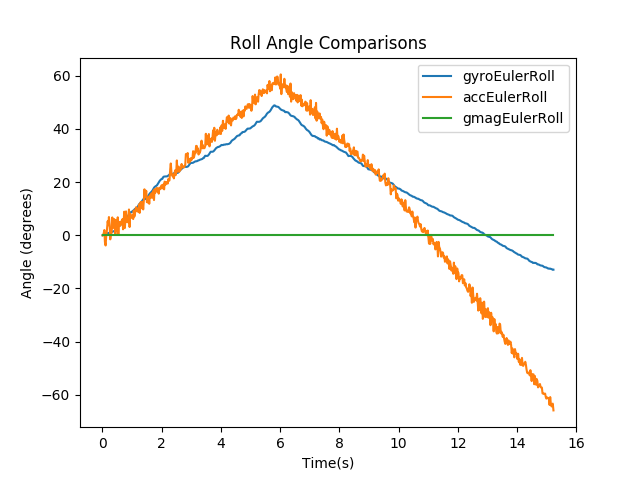 Roll Angle Comparisons
gyroEulerRoll
accEulerRoll
gmagEulerRoll
60
40
20
0
−20
−40
−60
Angle (degrees)
0 2 4 6 8 10 12 14 16
Time(s)